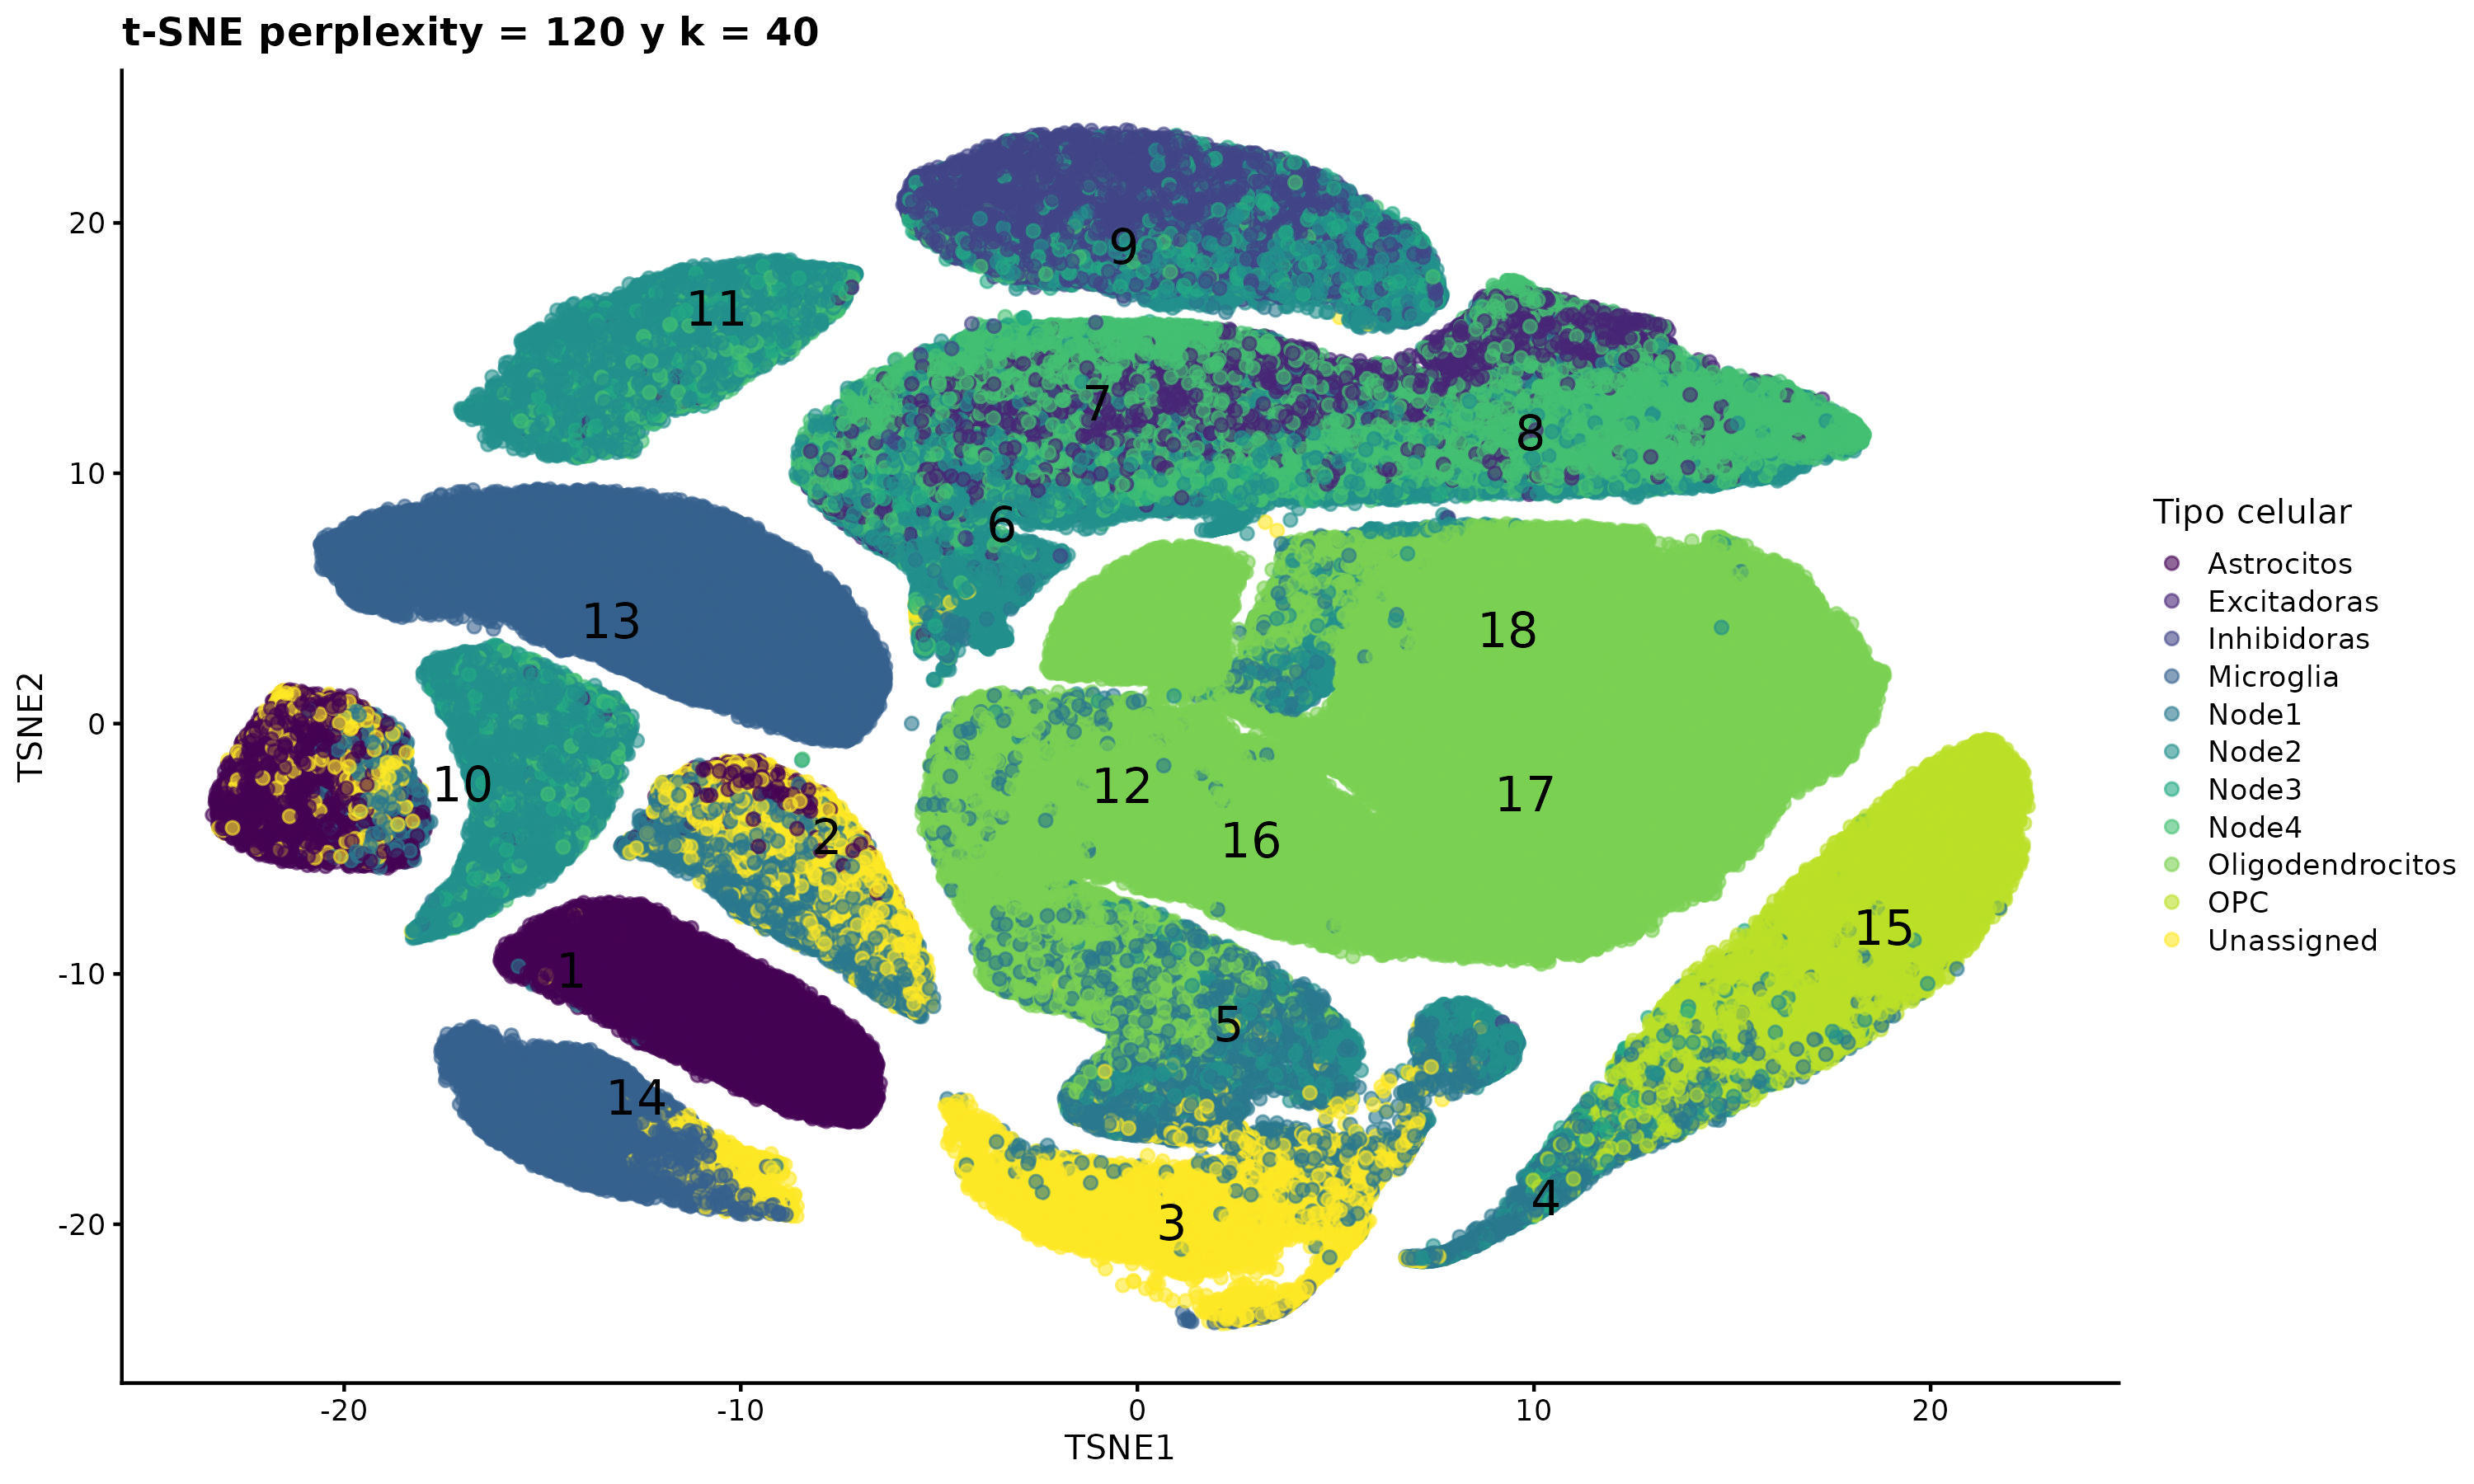 t-SNE perplexity = 120 y k = 40
TSNE2
20
10
0
-10
-20
9
11
7
8
6
13
18
10
12
17
2
16
15
1
5
14
4
3
-20
-10
0
10
20
TSNE1
Tipo celular
Astrocitos
Excitadoras
Inhibidoras
Microglia
Node1
Node2
Node3
Node4
Oligodendrocitos
OPC
Unassigned